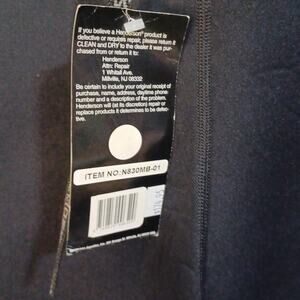 If you believe a Henderson® product is
defective or requires repair, please return it
CLEAN and DRY to the dealer it was pur-
chased from or return to:
Henderson
Attn: Repair
1 Whitall Ave.
Millville, NJ 08332
Be certain to include your original receipt of
purchase, name, address, daytime phone
number and a description of the problem.
Henderson will (at its discretion) repair or
replace products it determines to be defec-
tive.
ITEM NO:N830MB-01